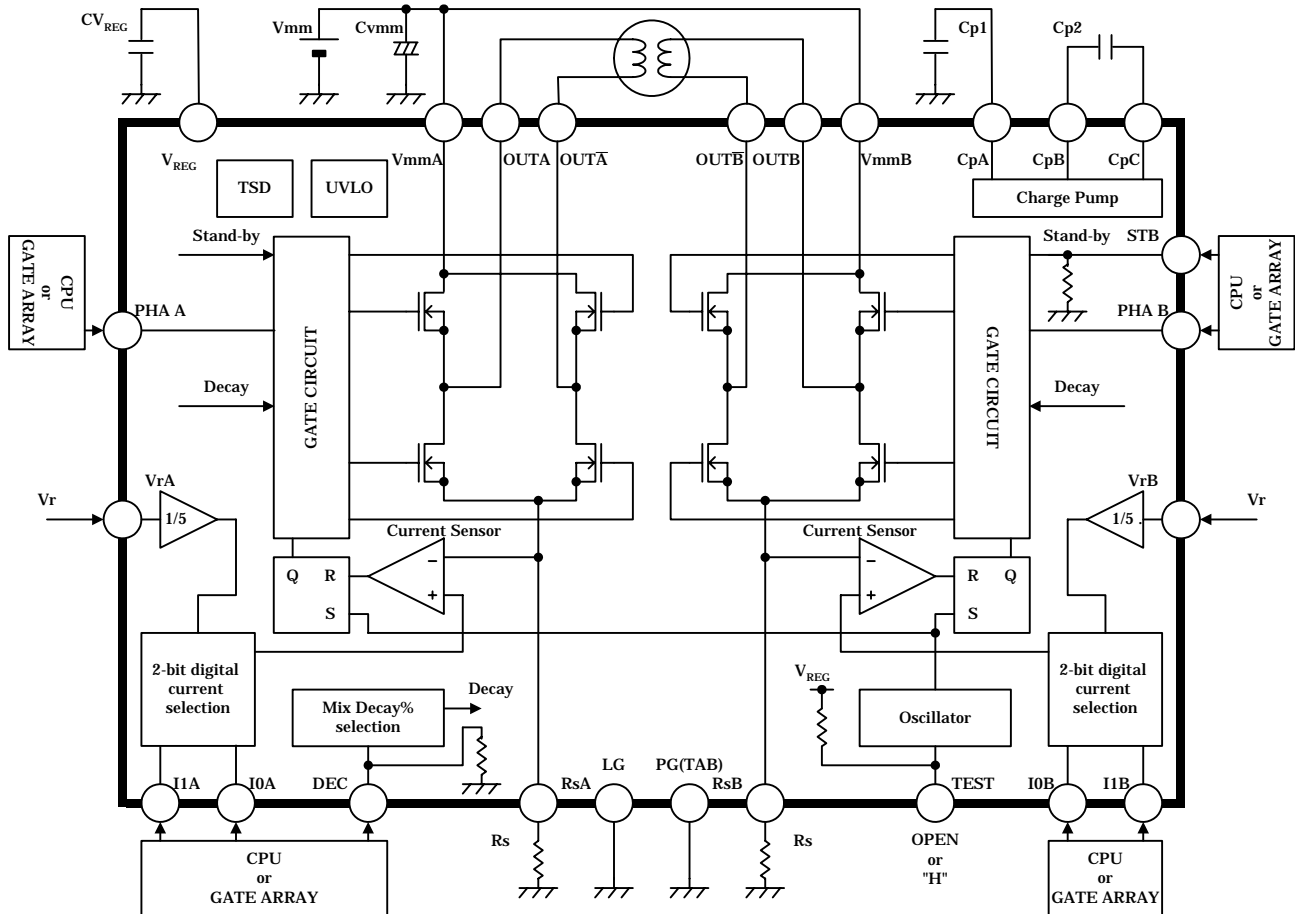 CV_REG
Vmm
Cvmm
Cp1
Cp2
V_REG
VmmA
OUTA
OUTA̅
OUTB̅
OUTB
VmmB
CpA
CpB
CpC
TSD
UVLO
Charge Pump
CPU
or
GATE ARRAY
Stand-by
Stand-by
STB
CPU
or
GATE ARRAY
PHA A
PHA B
GATE CIRCUIT
GATE CIRCUIT
Decay
Decay
Vr
VrA
1/5
VrB
1/5 .
Vr
Current Sensor
Current Sensor
Q
R
S
−
+
−
+
R
Q
S
2-bit digital
current
selection
Mix Decay%
selection
Decay
V_REG
Oscillator
2-bit digital
current
selection
I1A
I0A
DEC
RsA
LG
PG(TAB)
RsB
TEST
I0B
I1B
CPU
or
GATE ARRAY
Rs
Rs
OPEN
or
"H"
CPU
or
GATE ARRAY